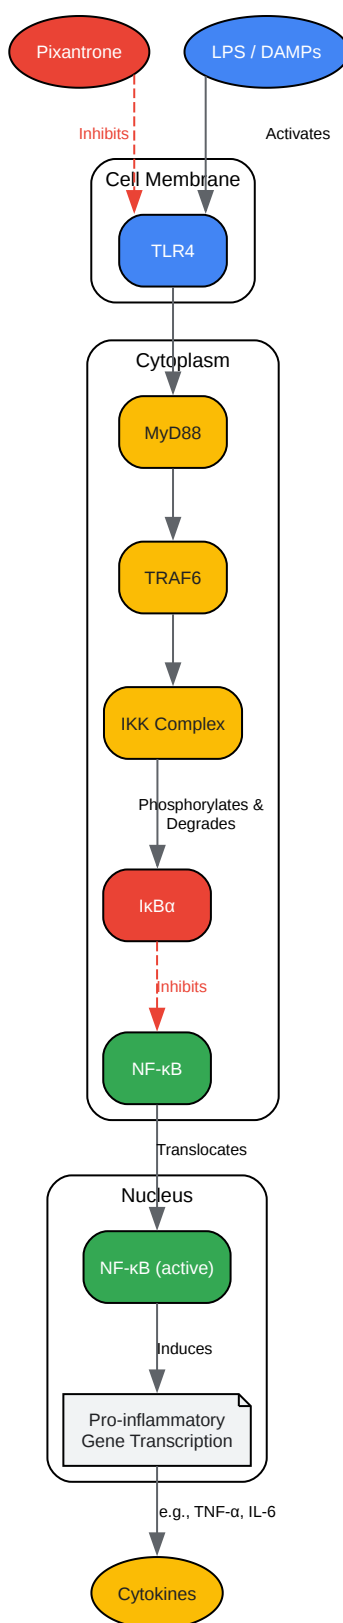 Pixantrone
LPS / DAMPs
Inhibits
Activates
Cell Membrane
TLR4
Cytoplasm
MyD88
TRAF6
IKK Complex
Phosphorylates &
Degrades
IκBα
Inhibits
NF-κB
Translocates
Nucleus
NF-κB (active)
Induces
Pro-inflammatory
Gene Transcription
e.g., TNF-α, IL-6
Cytokines